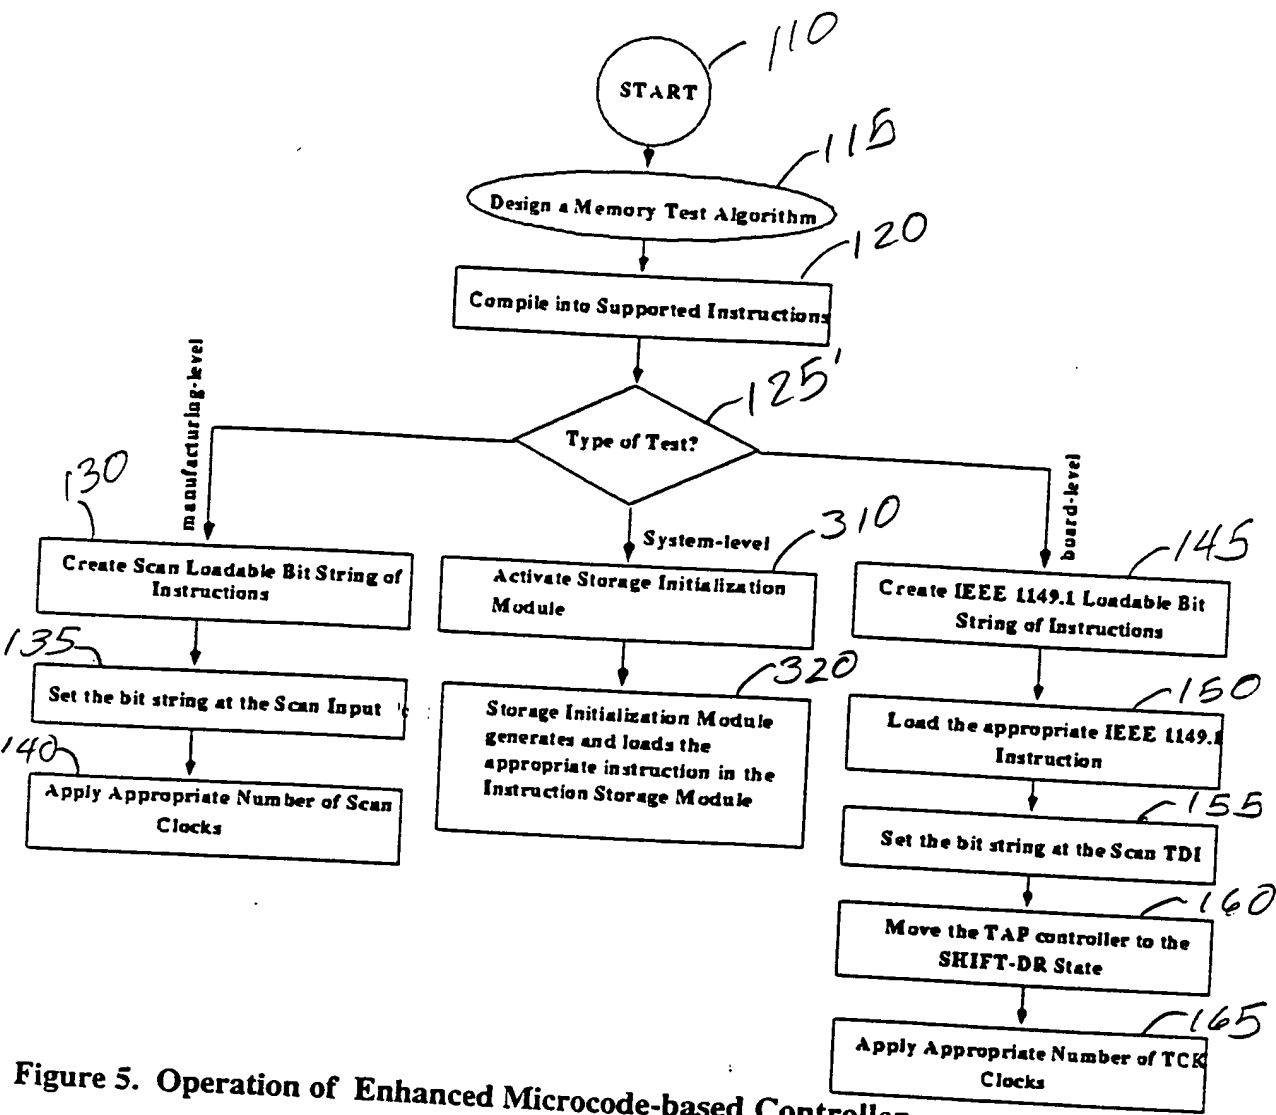 START
110
Design a Memory Test Algorithm
115
Compile into Supported Instructions
120
Type of Test?
125'
manufacturing-level
System-level
board-level
130
Create Scan Loadable Bit String of
Instructions
135
Set the bit string at the Scan Input
140
Apply Appropriate Number of Scan
Clocks
310
Activate Storage Initialization
Module
320
Storage Initialization Module
generates and loads the
appropriate instruction in the
Instruction Storage Module
145
Create IEEE 1149.1 Loadable Bit
String of Instructions
150
Load the appropriate IEEE 1149.1
Instruction
155
Set the bit string at the Scan TDI
160
Move the TAP controller to the
SHIFT-DR State
165
Apply Appropriate Number of TCK
Clocks
Figure 5. Operation of Enhanced Microcode-based Controller